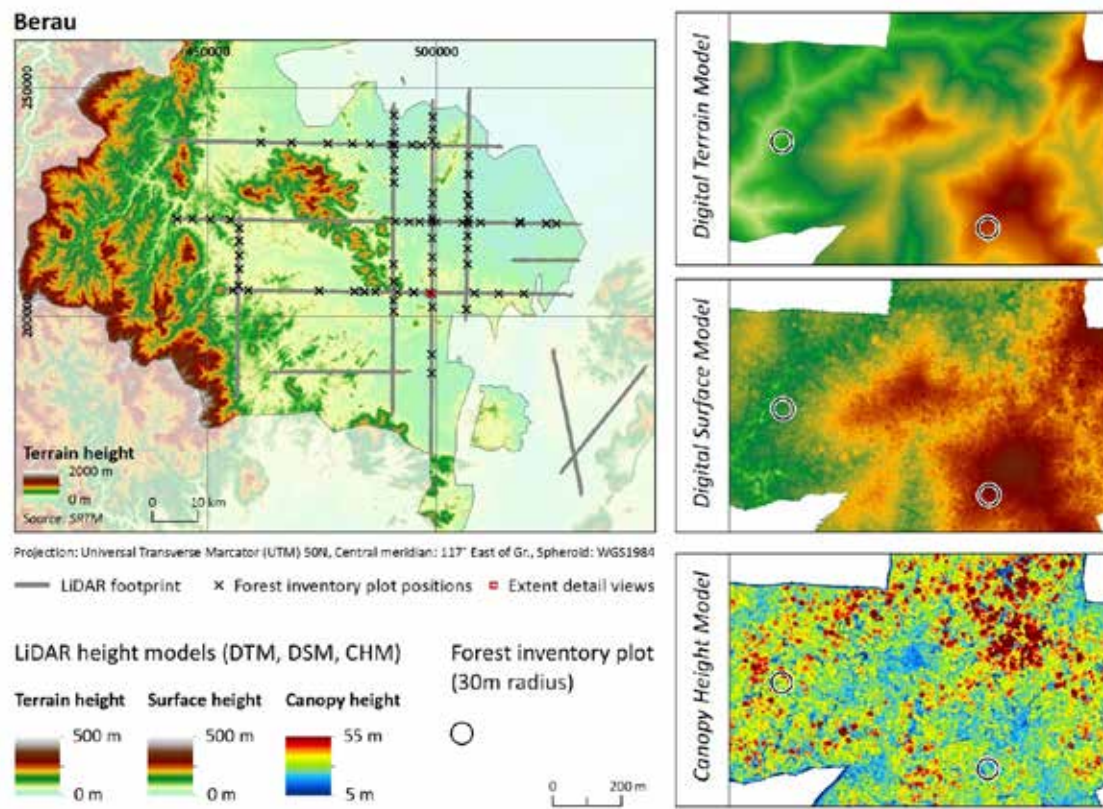 Berau
450000
500000
250000
200000
Terrain height
2000 m
0 m
Source: SRTM
0 10 km
Projection: Universal Transverse Marcator (UTM) 50N, Central meridian: 117° East of Gr., Spheroid: WGS1984
LiDAR footprint
Forest inventory plot positions
Extent detail views
LiDAR height models (DTM, DSM, CHM)
Terrain height
500 m
0 m
Surface height
500 m
0 m
Canopy height
55 m
5 m
Forest inventory plot
(30m radius)
0 200 m
Digital Terrain Model
Digital Surface Model
Canopy Height Model